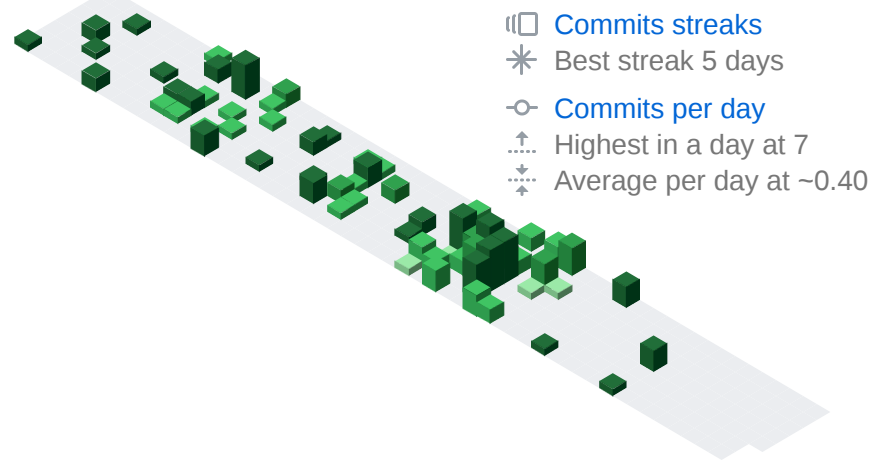 Commits streaks
Best streak 5 days
Commits per day
Highest in a day at 7
Average per day at ~0.40